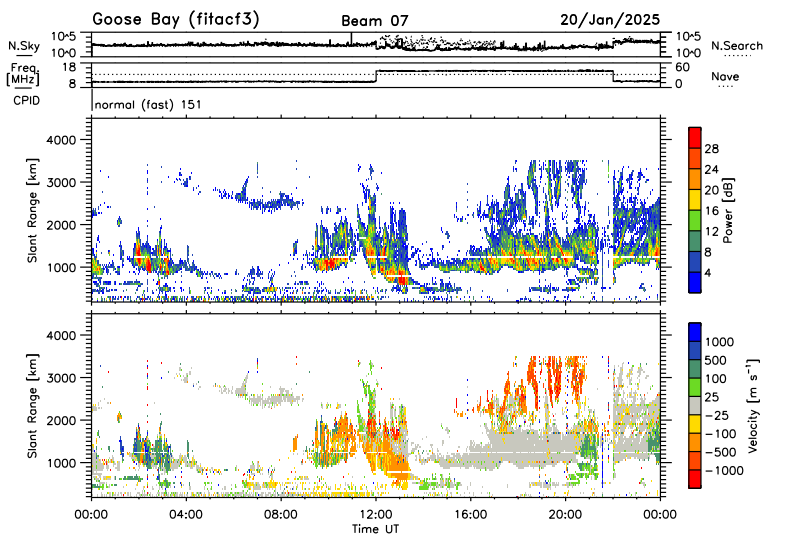 Goose Bay (fitacf3) Beam 07 20/Jan/2025
N.Sky 10^5 10^0 10^5 10^0 N.Search
Freq. [MHz] 18 8 60 0 Nave
CPID normal (fast) 151
Slant Range [km] 4000 3000 2000 1000
Power [dB] 28 24 20 16 12 8 4
Slant Range [km] 4000 3000 2000 1000
Velocity [m s⁻¹] 1000 500 100 25 −25 −100 −500 −1000
00:00 04:00 08:00 12:00 16:00 20:00 00:00
Time UT